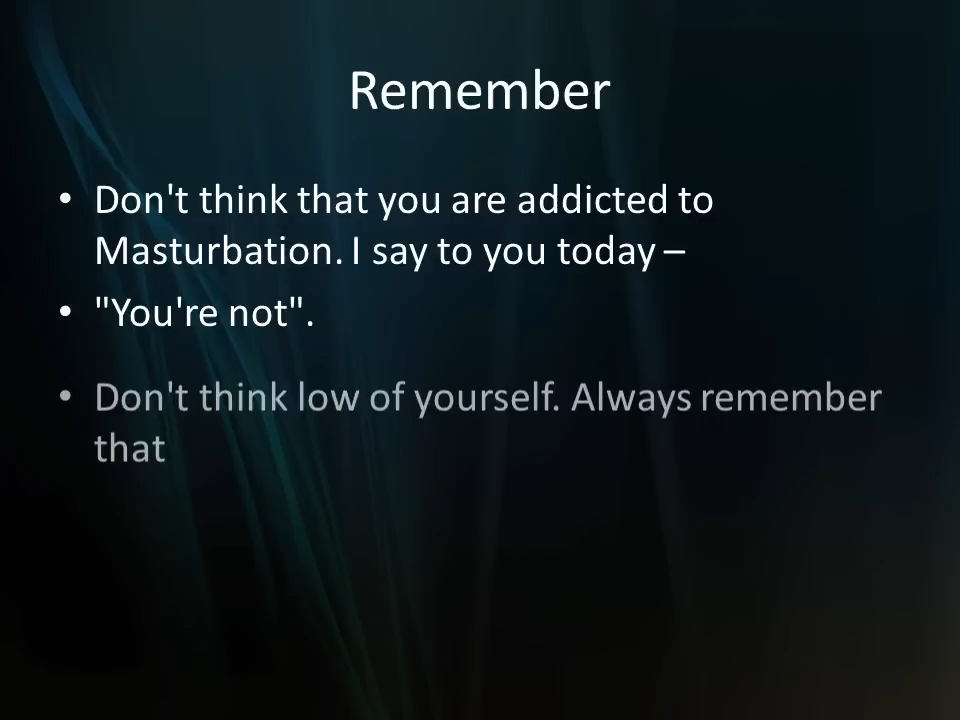 Remember
• Don't think that you are addicted to
Masturbation. I say to you today –
• "You're not".
• Don't think low of yourself. Always remember
that